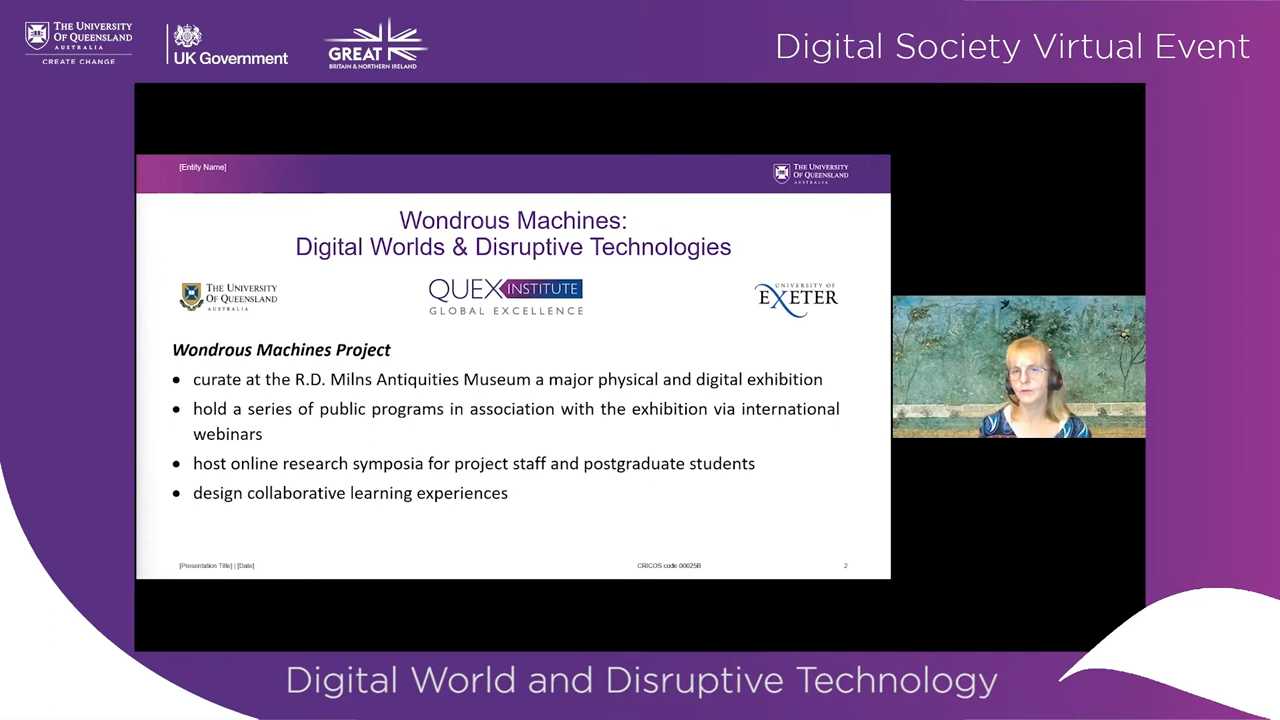 THE UNIVERSITY
OF QUEENSLAND
AUSTRALIA
CREATE CHANGE
UK Government
GREAT
BRITAIN & NORTHERN IRELAND
Digital Society Virtual Event
[Entity Name]
THE UNIVERSITY
OF QUEENSLAND
AUSTRALIA
Wondrous Machines:
Digital Worlds & Disruptive Technologies
THE UNIVERSITY
OF QUEENSLAND
AUSTRALIA
QUEX INSTITUTE
GLOBAL EXCELLENCE
UNIVERSITY OF
EXETER
Wondrous Machines Project
• curate at the R.D. Milns Antiquities Museum a major physical and digital exhibition
• hold a series of public programs in association with the exhibition via international
webinars
• host online research symposia for project staff and postgraduate students
• design collaborative learning experiences
[Presentation Title] | [Date]
CRICOS code 00025B
2
Digital World and Disruptive Technology